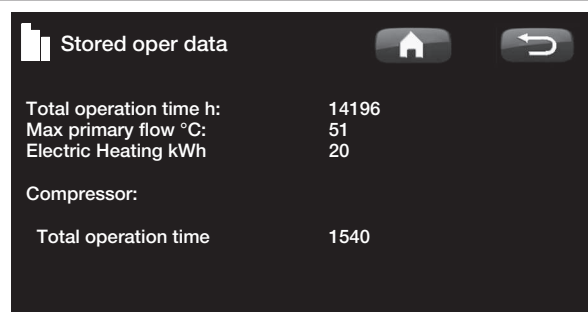 Stored oper data
Total operation time h: 14196
Max primary flow °C: 51
Electric Heating kWh 20
Compressor:
Total operation time 1540